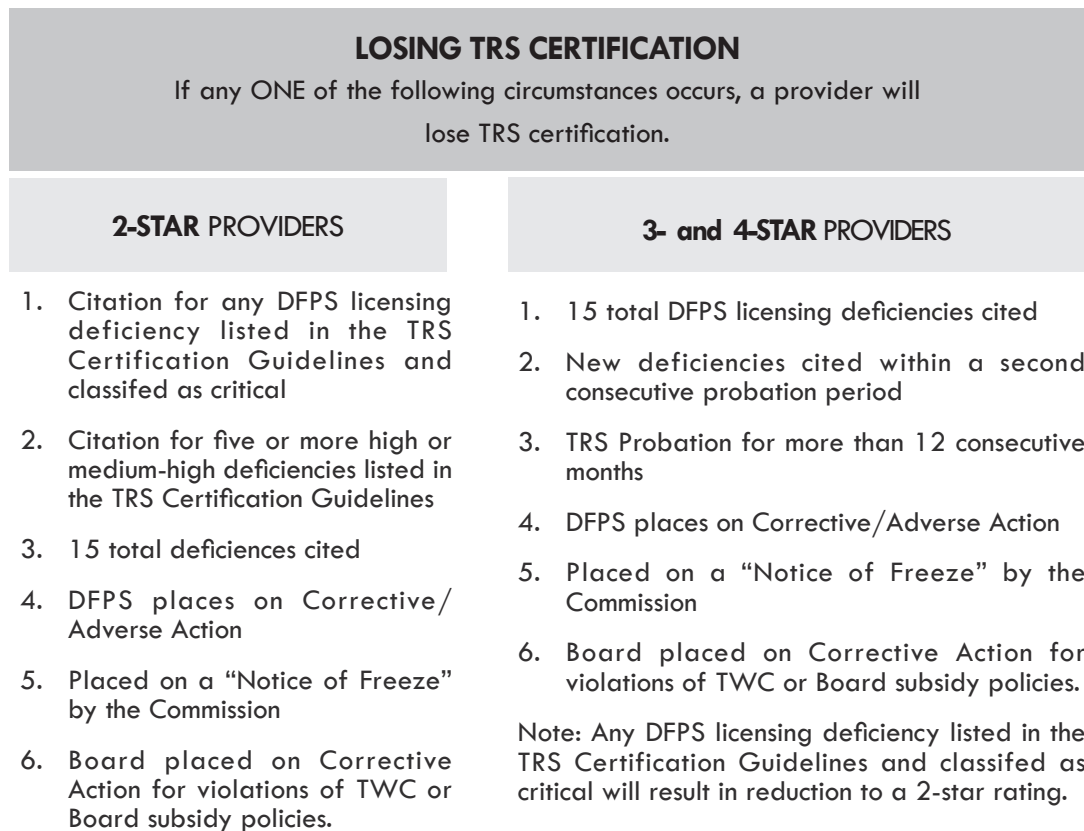 LOSING TRS CERTIFICATION
If any ONE of the following circumstances occurs, a provider will
lose TRS certification.
2-STAR PROVIDERS
1. Citation for any DFPS licensing
deficiency listed in the TRS
Certification Guidelines and
classifed as critical
2. Citation for five or more high or
medium-high deficiencies listed in
the TRS Certification Guidelines
3. 15 total deficiences cited
4. DFPS places on Corrective/
Adverse Action
5. Placed on a “Notice of Freeze”
by the Commission
6. Board placed on Corrective
Action for violations of TWC or
Board subsidy policies.
3- and 4-STAR PROVIDERS
1. 15 total DFPS licensing deficiencies cited
2. New deficiencies cited within a second
consecutive probation period
3. TRS Probation for more than 12 consecutive
months
4. DFPS places on Corrective/Adverse Action
5. Placed on a “Notice of Freeze” by the
Commission
6. Board placed on Corrective Action for
violations of TWC or Board subsidy policies.
Note: Any DFPS licensing deficiency listed in the
TRS Certification Guidelines and classifed as
critical will result in reduction to a 2-star rating.